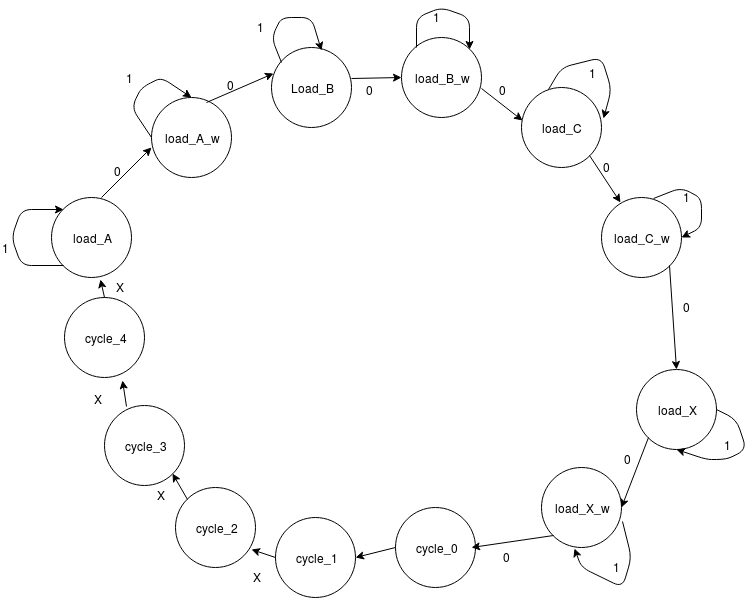 1
1
1
load_A
0
load_A_w
0
Load_B
0
load_B_w
1
0
load_C
1
0
load_C_w
1
0
load_X
1
0
load_X_w
1
0
cycle_0
cycle_1
X
cycle_2
X
cycle_3
X
cycle_4
X